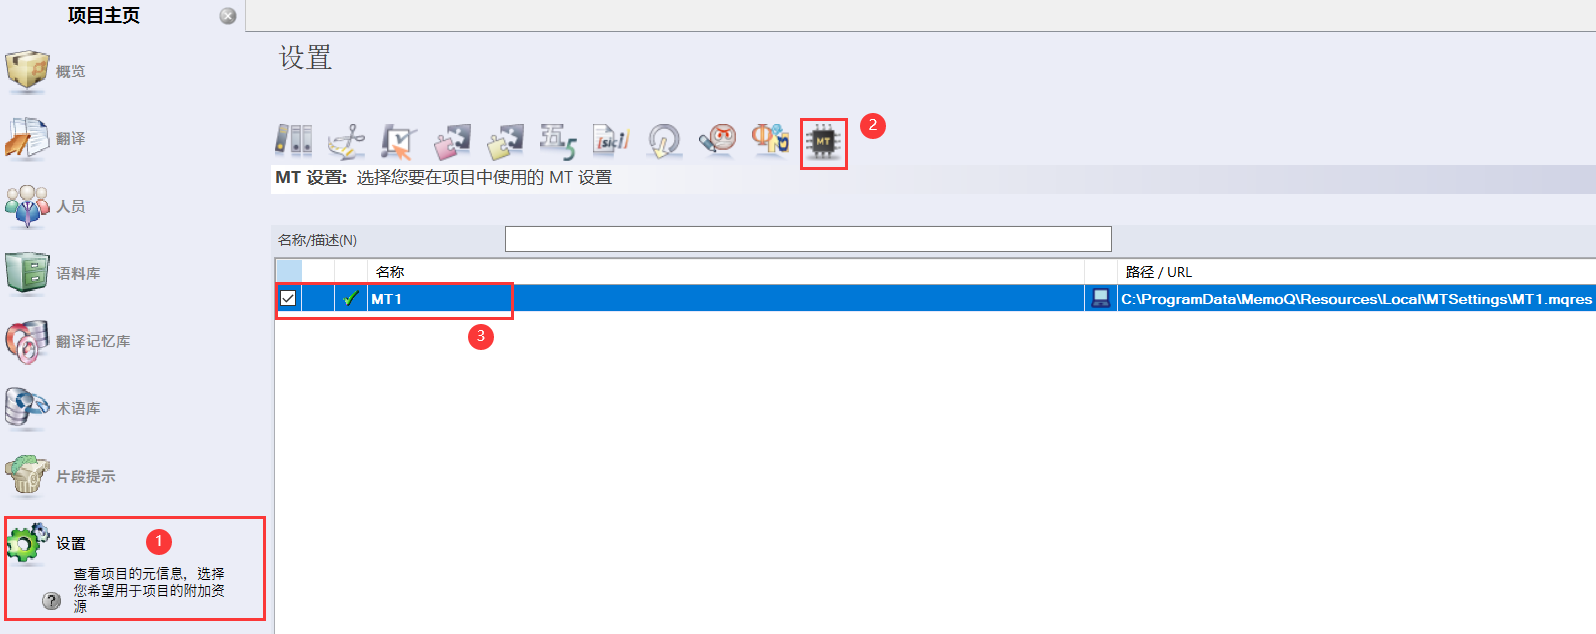 项目主页
概览
翻译
人员
语料库
翻译记忆库
术语库
片段提示
设置
1
查看项目的元信息，选择
您希望用于项目的附加资
源
设置
五5
[sic!]
MT
2
MT 设置: 选择您要在项目中使用的 MT 设置
名称/描述(N)
名称
路径 / URL
MT1
C:\ProgramData\MemoQ\Resources\Local\MTSettings\MT1.mqres
3